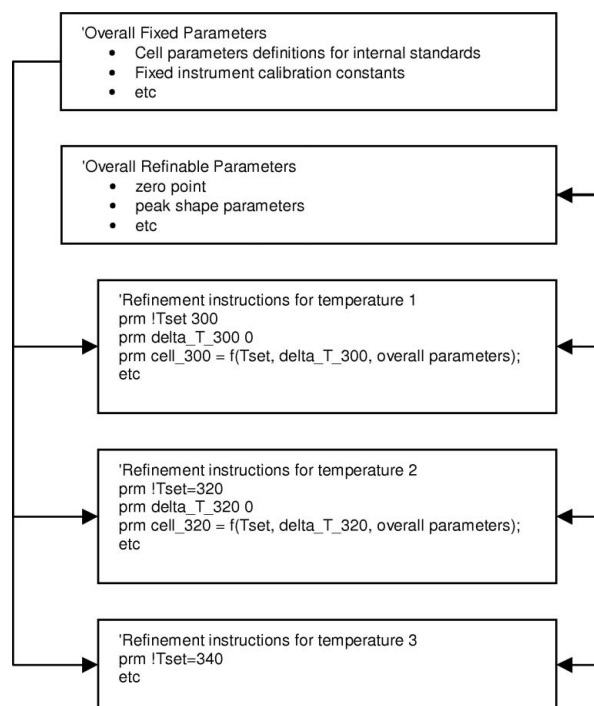 'Overall Fixed Parameters
• Cell parameters definitions for internal standards
• Fixed instrument calibration constants
• etc
'Overall Refinable Parameters
• zero point
• peak shape parameters
• etc
'Refinement instructions for temperature 1
prm !Tset 300
prm delta_T_300 0
prm cell_300 = f(Tset, delta_T_300, overall parameters);
etc
'Refinement instructions for temperature 2
prm !Tset=320
prm delta_T_320 0
prm cell_320 = f(Tset, delta_T_320, overall parameters);
etc
'Refinement instructions for temperature 3
prm !Tset=340
etc